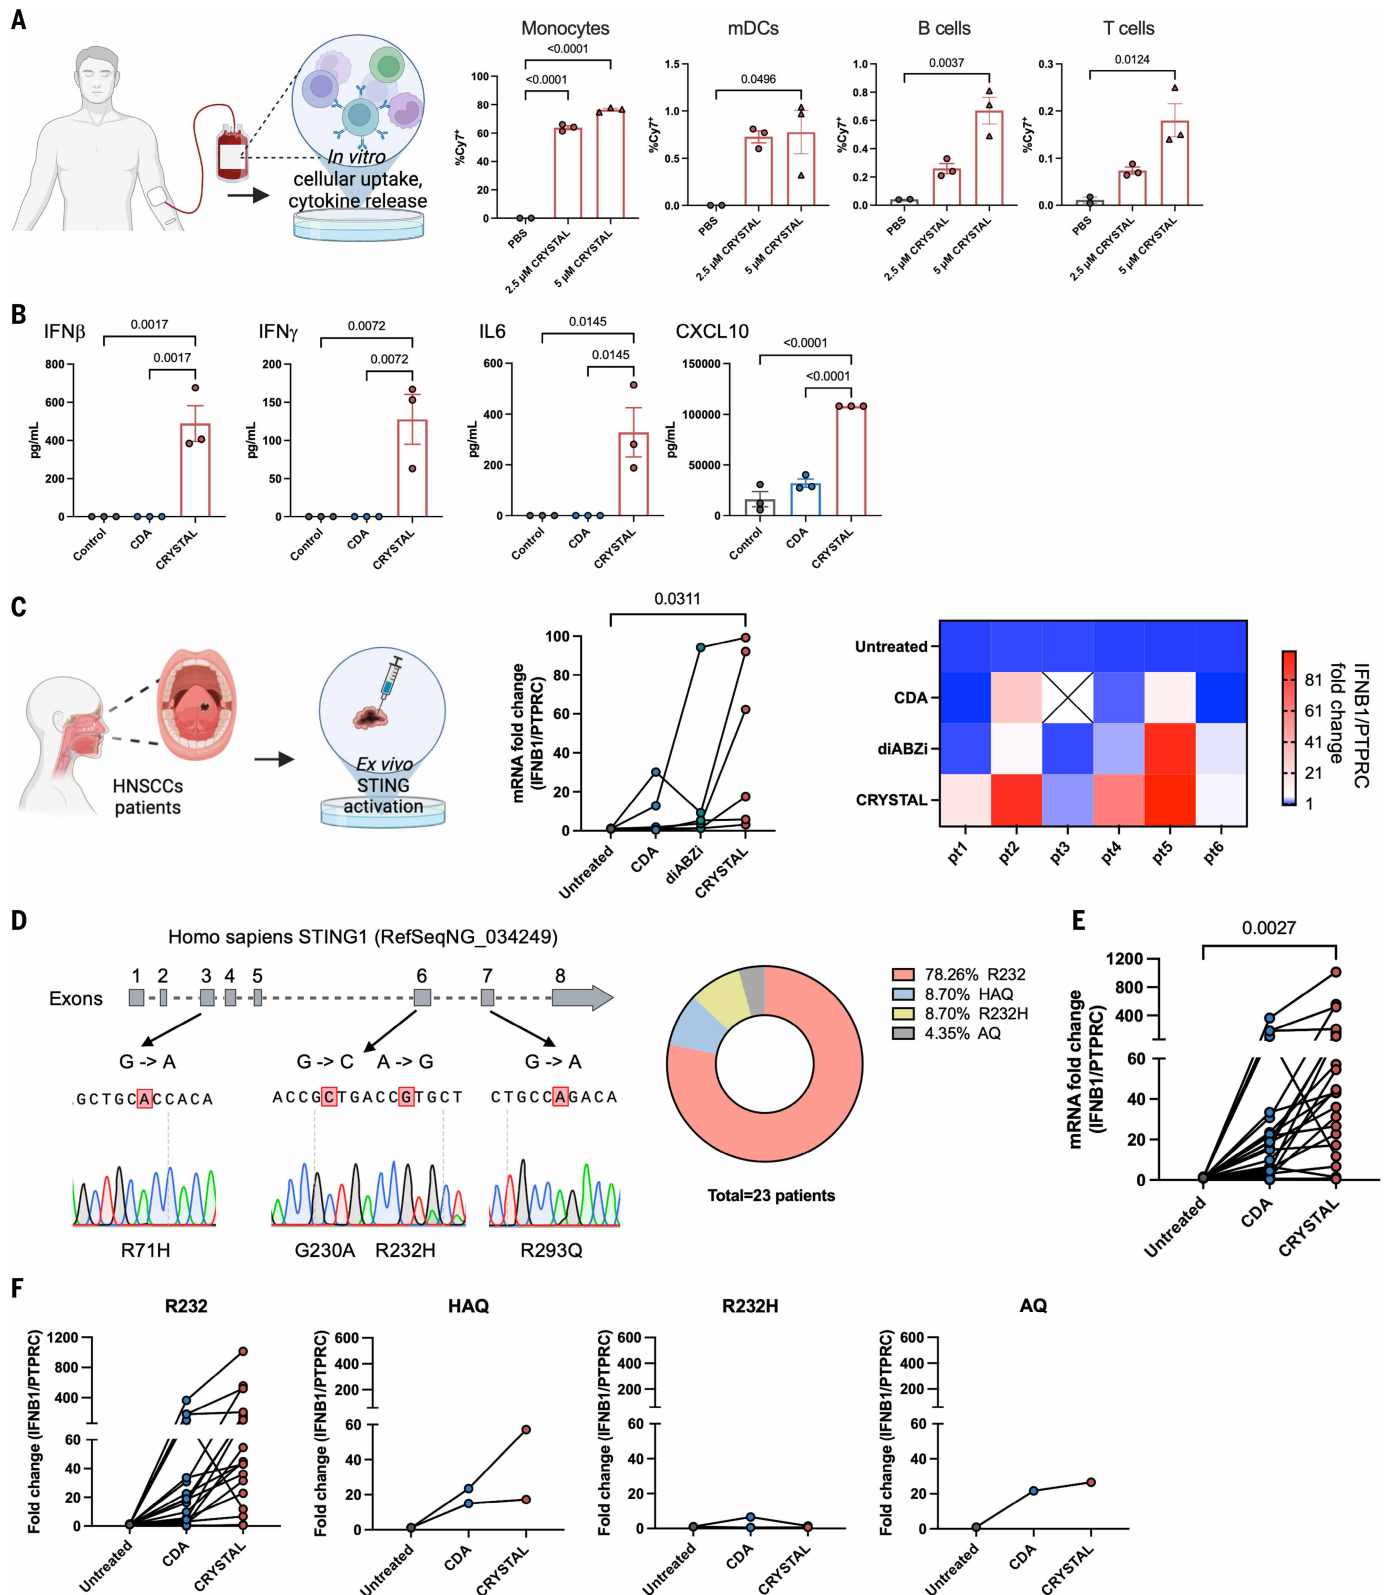 A
In vitro
cellular uptake,
cytokine release
Monocytes
<0.0001
<0.0001
%Cy7+
100
80
60
40
20
0
PBS
2.5 µM CRYSTAL
5 µM CRYSTAL
mDCs
0.0496
%Cy7+
1.5
1.0
0.5
0.0
PBS
2.5 µM CRYSTAL
5 µM CRYSTAL
B cells
0.0037
%Cy7+
1.0
0.8
0.6
0.4
0.2
0.0
PBS
2.5 µM CRYSTAL
5 µM CRYSTAL
T cells
0.0124
%Cy7+
0.3
0.2
0.1
0.0
PBS
2.5 µM CRYSTAL
5 µM CRYSTAL
B
IFNβ
0.0017
0.0017
pg/mL
800
600
400
200
0
Control
CDA
CRYSTAL
IFNγ
0.0072
0.0072
pg/mL
200
150
100
50
0
Control
CDA
CRYSTAL
IL6
0.0145
0.0145
pg/mL
600
400
200
0
Control
CDA
CRYSTAL
CXCL10
<0.0001
<0.0001
pg/mL
150000
100000
50000
0
Control
CDA
CRYSTAL
C
HNSCCs
patients
Ex vivo
STING
activation
0.0311
mRNA fold change
(IFNB1/PTPRC)
100
80
60
40
20
0
Untreated
CDA
diABZi
CRYSTAL
Untreated
CDA
diABZi
CRYSTAL
pt1
pt2
pt3
pt4
pt5
pt6
81
61
41
21
1
IFNB1/PTPRC
fold change
D
Homo sapiens STING1 (RefSeqNG_034249)
Exons
1 2 3 4 5 6 7 8
G -> A
G -> C A -> G
G -> A
.GCTGCACCACA
ACCGCTGACCGTGCT
CTGCCAGACA
R71H
G230A R232H
R293Q
78.26% R232
8.70% HAQ
8.70% R232H
4.35% AQ
Total=23 patients
E
0.0027
mRNA fold change
(IFNB1/PTPRC)
1200
800
400
60
40
20
0
Untreated
CDA
CRYSTAL
F
R232
Fold change (IFNB1/PTPRC)
1200
800
400
60
40
20
0
Untreated
CDA
CRYSTAL
HAQ
Fold change (IFNB1/PTPRC)
600
400
200
60
40
20
0
Untreated
CDA
CRYSTAL
R232H
Fold change (IFNB1/PTPRC)
600
400
200
60
40
20
0
Untreated
CDA
CRYSTAL
AQ
Fold change (IFNB1/PTPRC)
600
400
200
60
40
20
0
Untreated
CDA
CRYSTAL